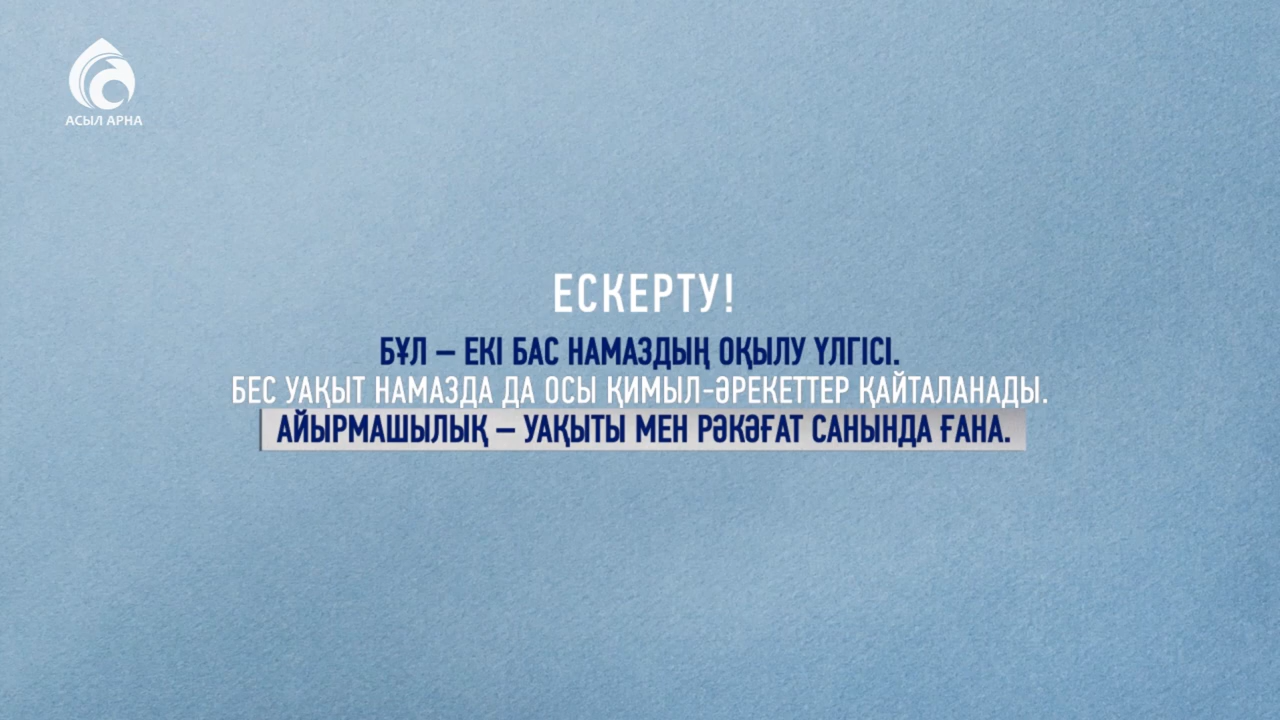 АСЫЛ АРНА
ЕСКЕРТУ!
БҰЛ – ЕКІ БАС НАМАЗДЫҢ ОҚЫЛУ ҮЛГІСІ.
БЕС УАҚЫТ НАМАЗДА ДА ОСЫ ҚИМЫЛ-ӘРЕКЕТТЕР ҚАЙТАЛАНАДЫ.
АЙЫРМАШЫЛЫҚ – УАҚЫТЫ МЕН РӘКӘҒАТ САНЫНДА ҒАНА.